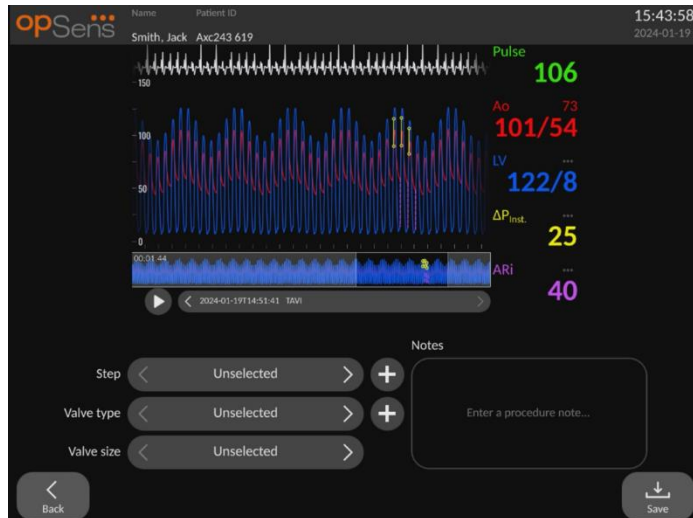 opSens
Name Patient ID
Smith, Jack Axc243 619
15:43:58
2024-01-19
Pulse
106
150
100
50
0
Ao 73
101/54
LV ---
122/8
ΔPInst. ---
25
ARi ---
40
00:01:44
2024-01-19T14:51:41 TAVI
Notes
Step Unselected
Valve type Unselected
Enter a procedure note...
Valve size Unselected
Back
Save